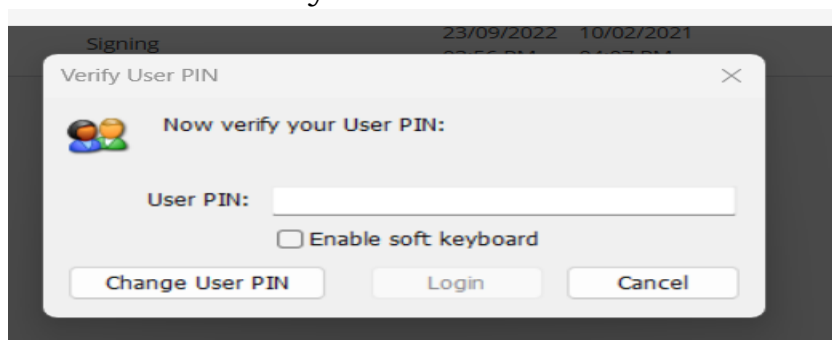 Signing 23/09/2022 10/02/2021
Verify User PIN
Now verify your User PIN:
User PIN:
Enable soft keyboard
Change User PIN Login Cancel